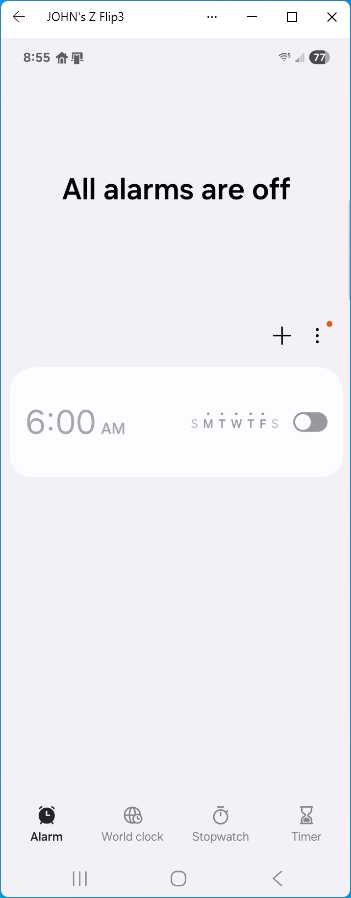 JOHN's Z Flip3
8:55 77
All alarms are off
6:00 AM S M T W T F S
Alarm World clock Stopwatch Timer